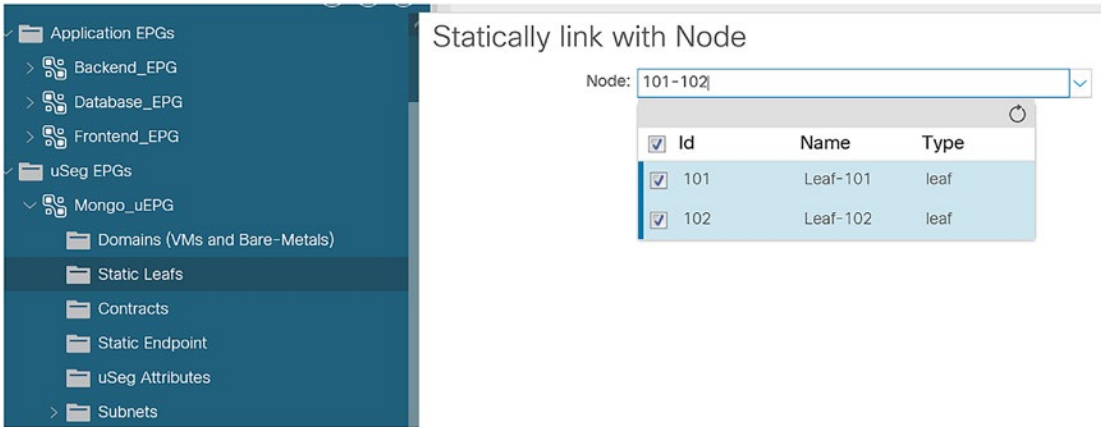 Application EPGs
Backend_EPG
Database_EPG
Frontend_EPG
uSeg EPGs
Mongo_uEPG
Domains (VMs and Bare-Metals)
Static Leafs
Contracts
Static Endpoint
uSeg Attributes
Subnets
Statically link with Node
Node: 101-102
Id Name Type
101 Leaf-101 leaf
102 Leaf-102 leaf